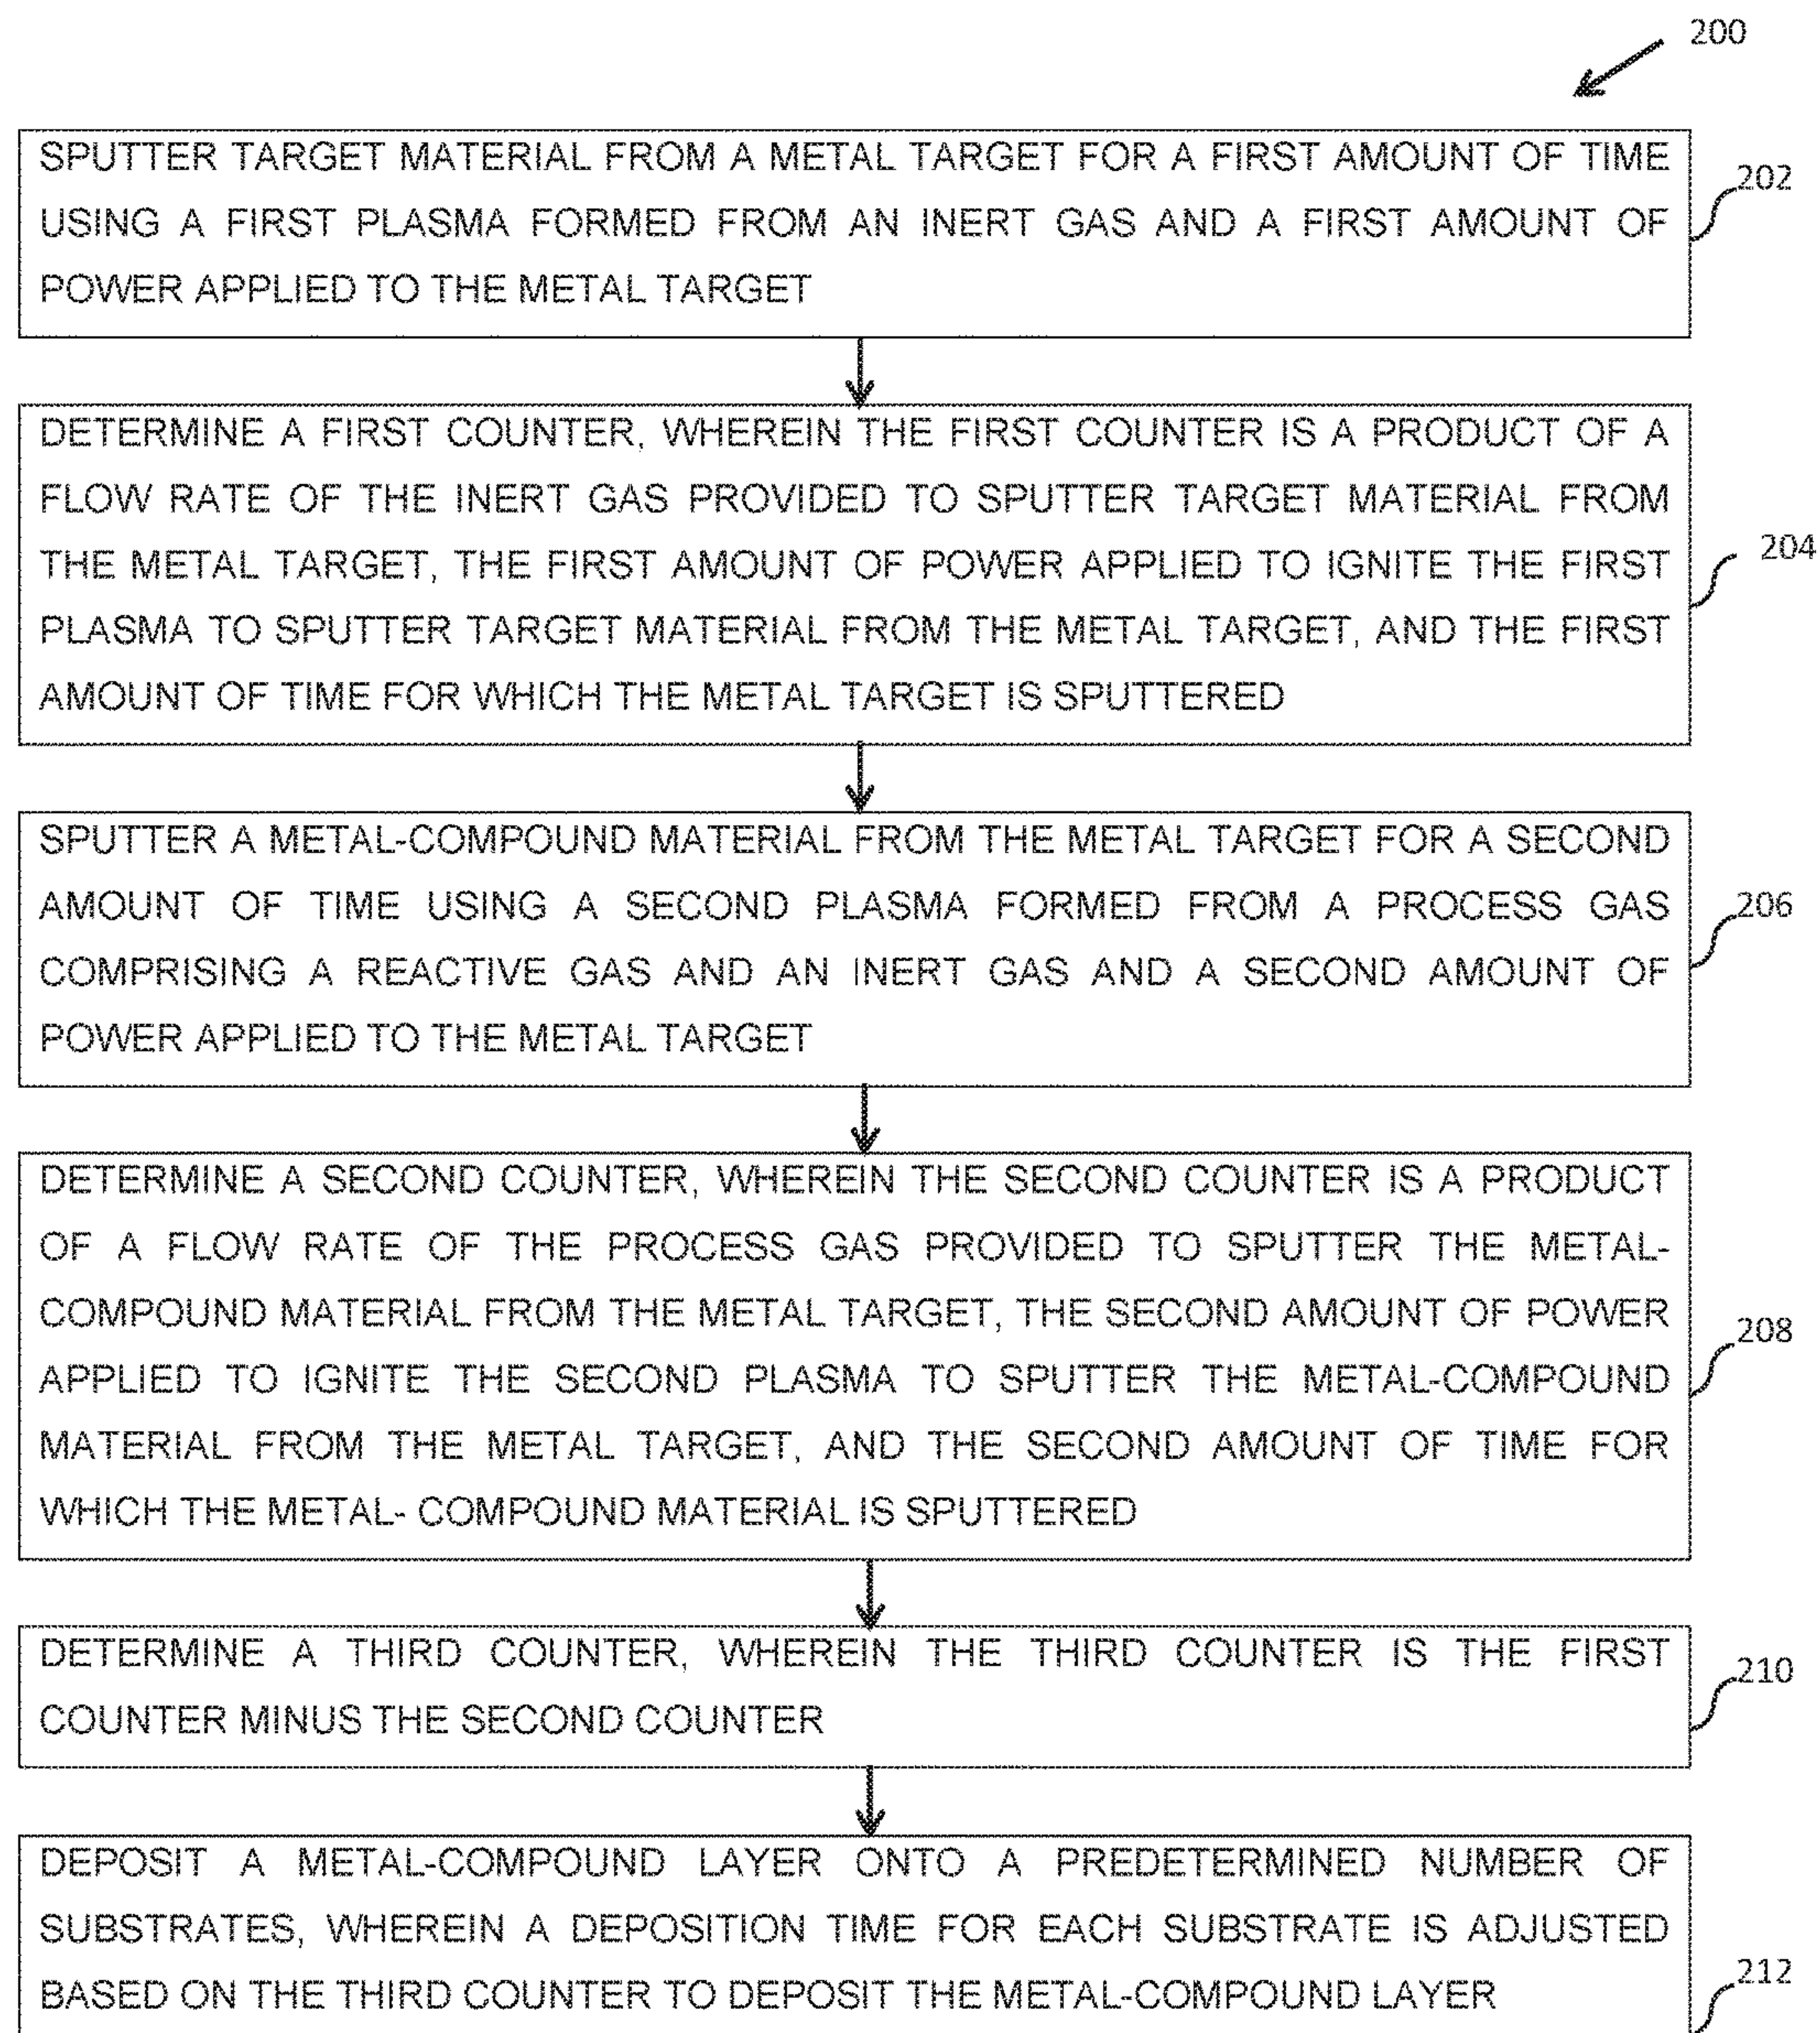 200
SPUTTER TARGET MATERIAL FROM A METAL TARGET FOR A FIRST AMOUNT OF TIME
USING A FIRST PLASMA FORMED FROM AN INERT GAS AND A FIRST AMOUNT OF
POWER APPLIED TO THE METAL TARGET
202
DETERMINE A FIRST COUNTER, WHEREIN THE FIRST COUNTER IS A PRODUCT OF A
FLOW RATE OF THE INERT GAS PROVIDED TO SPUTTER TARGET MATERIAL FROM
THE METAL TARGET, THE FIRST AMOUNT OF POWER APPLIED TO IGNITE THE FIRST
PLASMA TO SPUTTER TARGET MATERIAL FROM THE METAL TARGET, AND THE FIRST
AMOUNT OF TIME FOR WHICH THE METAL TARGET IS SPUTTERED
204
SPUTTER A METAL-COMPOUND MATERIAL FROM THE METAL TARGET FOR A SECOND
AMOUNT OF TIME USING A SECOND PLASMA FORMED FROM A PROCESS GAS
COMPRISING A REACTIVE GAS AND AN INERT GAS AND A SECOND AMOUNT OF
POWER APPLIED TO THE METAL TARGET
206
DETERMINE A SECOND COUNTER, WHEREIN THE SECOND COUNTER IS A PRODUCT
OF A FLOW RATE OF THE PROCESS GAS PROVIDED TO SPUTTER THE METAL-
COMPOUND MATERIAL FROM THE METAL TARGET, THE SECOND AMOUNT OF POWER
APPLIED TO IGNITE THE SECOND PLASMA TO SPUTTER THE METAL-COMPOUND
MATERIAL FROM THE METAL TARGET, AND THE SECOND AMOUNT OF TIME FOR
WHICH THE METAL- COMPOUND MATERIAL IS SPUTTERED
208
DETERMINE A THIRD COUNTER, WHEREIN THE THIRD COUNTER IS THE FIRST
COUNTER MINUS THE SECOND COUNTER
210
DEPOSIT A METAL-COMPOUND LAYER ONTO A PREDETERMINED NUMBER OF
SUBSTRATES, WHEREIN A DEPOSITION TIME FOR EACH SUBSTRATE IS ADJUSTED
BASED ON THE THIRD COUNTER TO DEPOSIT THE METAL-COMPOUND LAYER
212